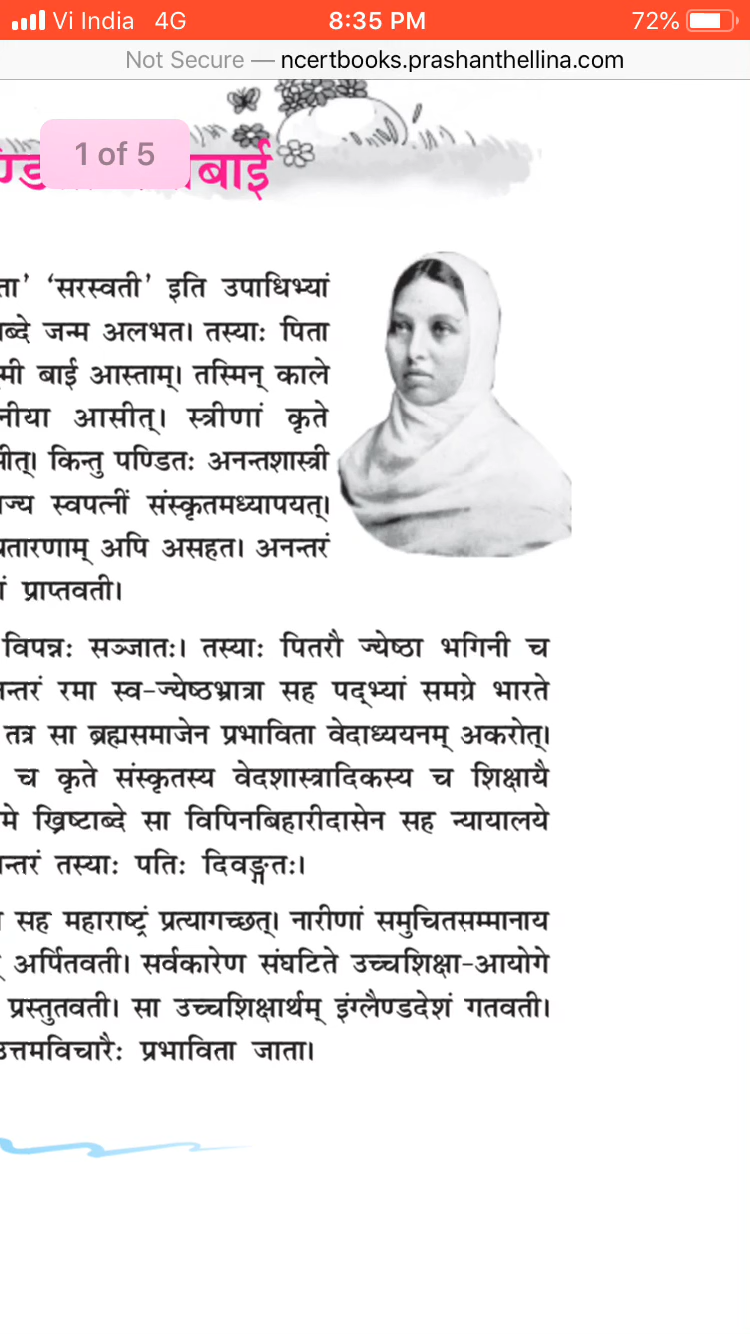 Vi India 4G 8:35 PM 72%
Not Secure — ncertbooks.prashanthellina.com
1 of 5
बाई
ता’ ‘सरस्वती’ इति उपाधिभ्यां
ब्दे जन्म अलभत। तस्याः पिता
मी बाई आस्ताम्। तस्मिन् काले
नीया आसीत्। स्त्रीणां कृते
सीत्। किन्तु पण्डितः अनन्तशास्त्री
ज्य स्वपत्नीं संस्कृतमध्यापयत्।
प्रतारणाम् अपि असहत। अनन्तरं
प्राप्तवती।
विपन्नः सञ्जातः। तस्याः पितरौ ज्येष्ठा भगिनी च
न्तरं रमा स्व-ज्येष्ठभ्रात्रा सह पद्भ्यां समग्रे भारते
तत्र सा ब्रह्मसमाजेन प्रभाविता वेदाध्ययनम् अकरोत्।
च कृते संस्कृतस्य वेदशास्त्रादिकस्य च शिक्षायै
मे ख्रिष्टाब्दे सा विपिनबिहारीदासेन सह न्यायालये
न्तरं तस्याः पतिः दिवङ्गतः।
सह महाराष्ट्रं प्रत्यागच्छत्। नारीणां समुचितसम्मानाय
अर्पितवती। सर्वकारेण संघटिते उच्चशिक्षा-आयोगे
प्रस्तुतवती। सा उच्चशिक्षार्थम् इंग्लैण्डदेशं गतवती।
उत्तमविचारैः प्रभाविता जाता।